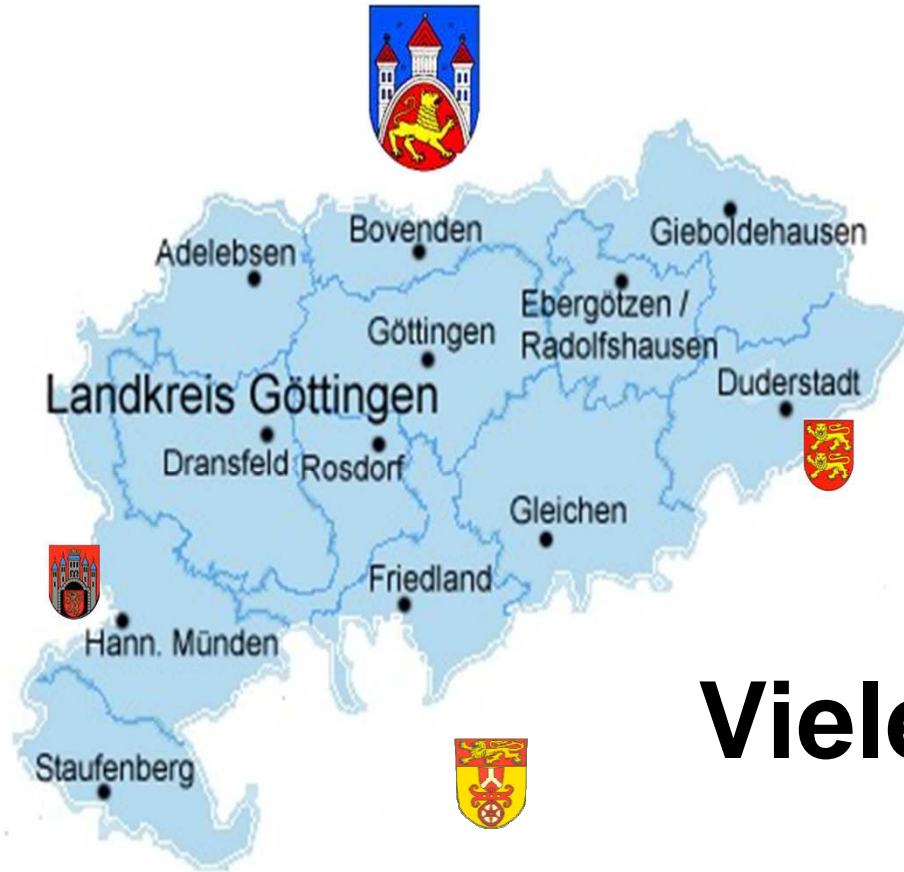 Adelebsen
Bovenden
Gieboldehausen
Ebergötzen /
Radolfshausen
Göttingen
Duderstadt
Landkreis Göttingen
Dransfeld
Rosdorf
Gleichen
Friedland
Hann. Münden
Staufenberg
Viele